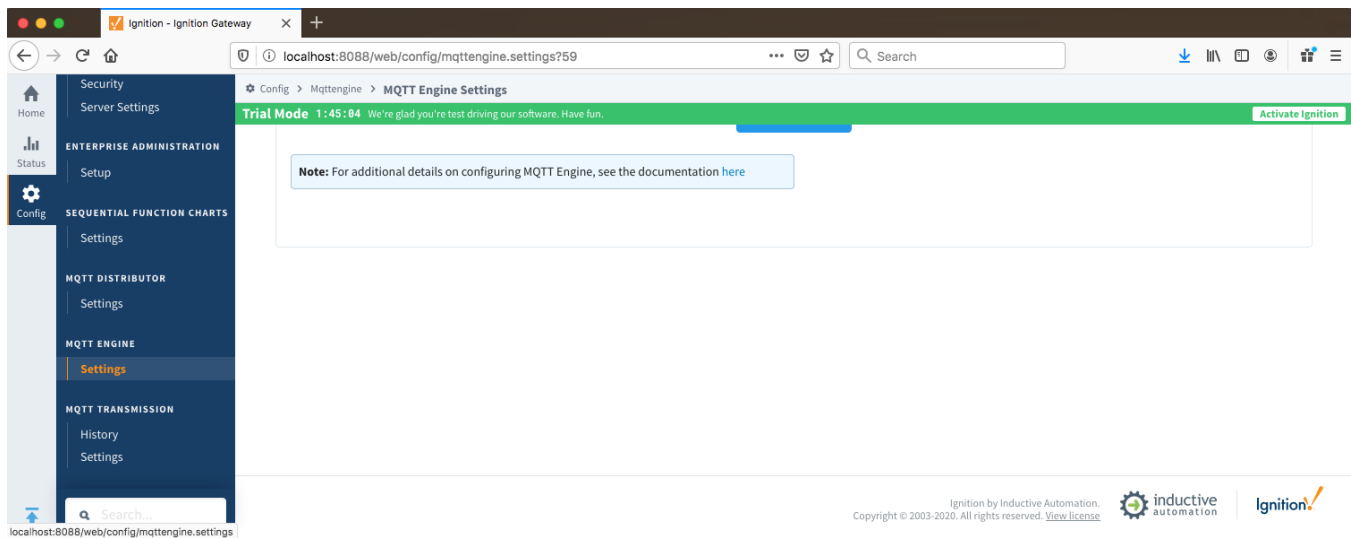 Ignition - Ignition Gateway
localhost:8088/web/config/mqttengine.settings?59
Search
Home
Status
Config
Security
Server Settings
ENTERPRISE ADMINISTRATION
Setup
SEQUENTIAL FUNCTION CHARTS
Settings
MQTT DISTRIBUTOR
Settings
MQTT ENGINE
Settings
MQTT TRANSMISSION
History
Settings
Search...
localhost:8088/web/config/mqttengine.settings
Config > Mqttengine > MQTT Engine Settings
Trial Mode 1:45:04 We're glad you're test driving our software. Have fun.
Activate Ignition
Note: For additional details on configuring MQTT Engine, see the documentation here
Ignition by Inductive Automation.
Copyright © 2003-2020. All rights reserved. View license
inductive
automation
Ignition!